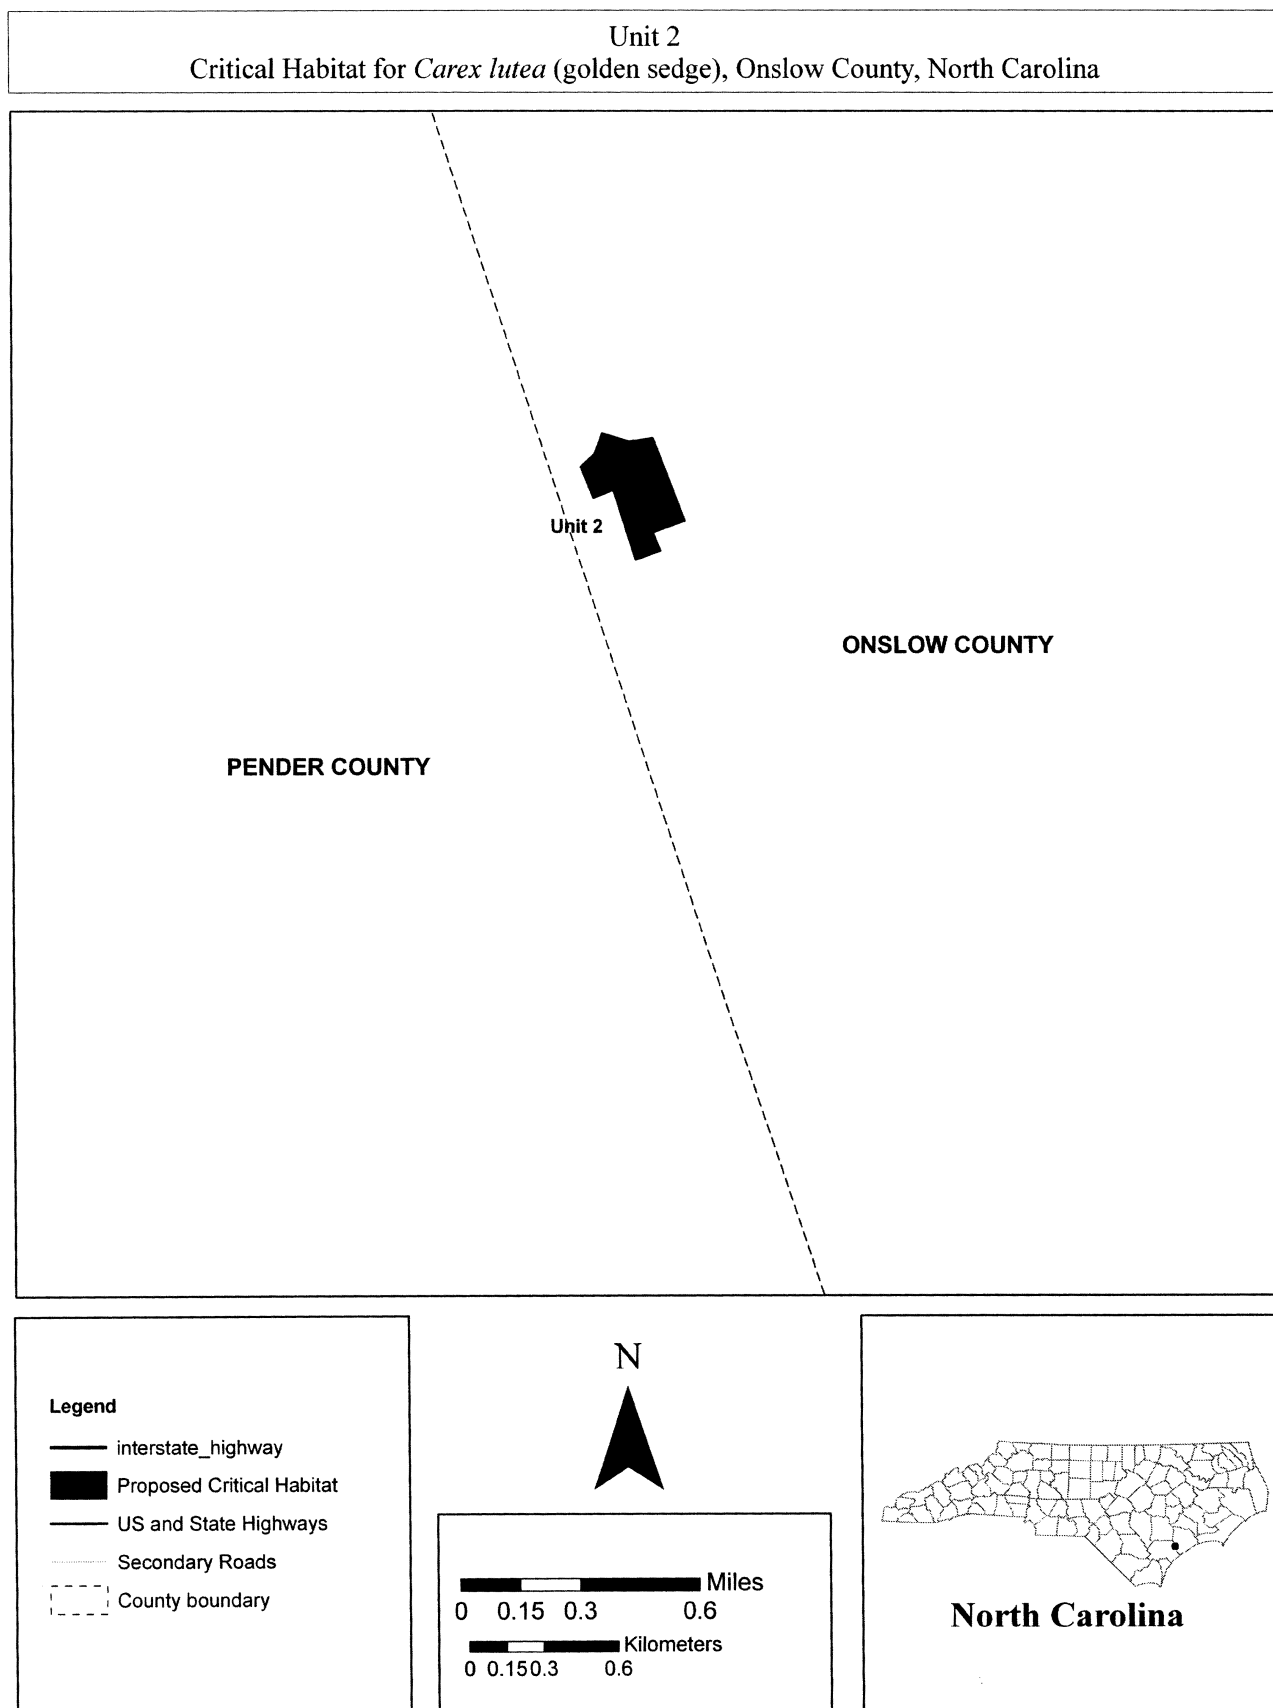 Unit 2
Critical Habitat for Carex lutea (golden sedge), Onslow County, North Carolina
Unit 2
ONSLOW COUNTY
PENDER COUNTY
N
Legend
interstate_highway
Proposed Critical Habitat
US and State Highways
Secondary Roads
County boundary
Miles
0 0.15 0.3 0.6
Kilometers
0 0.15 0.3 0.6
North Carolina